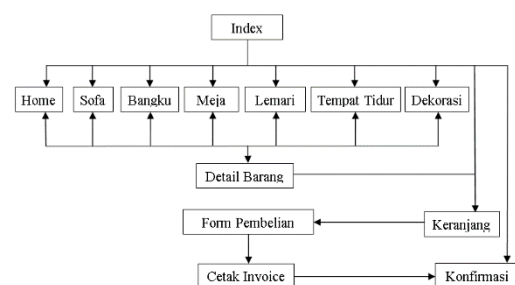 Index
Home
Sofa
Bangku
Meja
Lemari
Tempat Tidur
Dekorasi
Detail Barang
Form Pembelian
Keranjang
Cetak Invoice
Konfirmasi